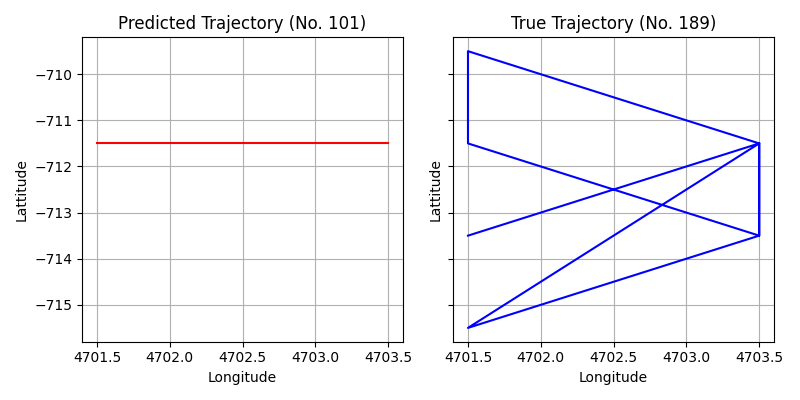 Predicted Trajectory (No. 101)
True Trajectory (No. 189)
Lattitude
−710
−711
−712
−713
−714
−715
4701.5 4702.0 4702.5 4703.0 4703.5
Longitude
Lattitude
4701.5 4702.0 4702.5 4703.0 4703.5
Longitude